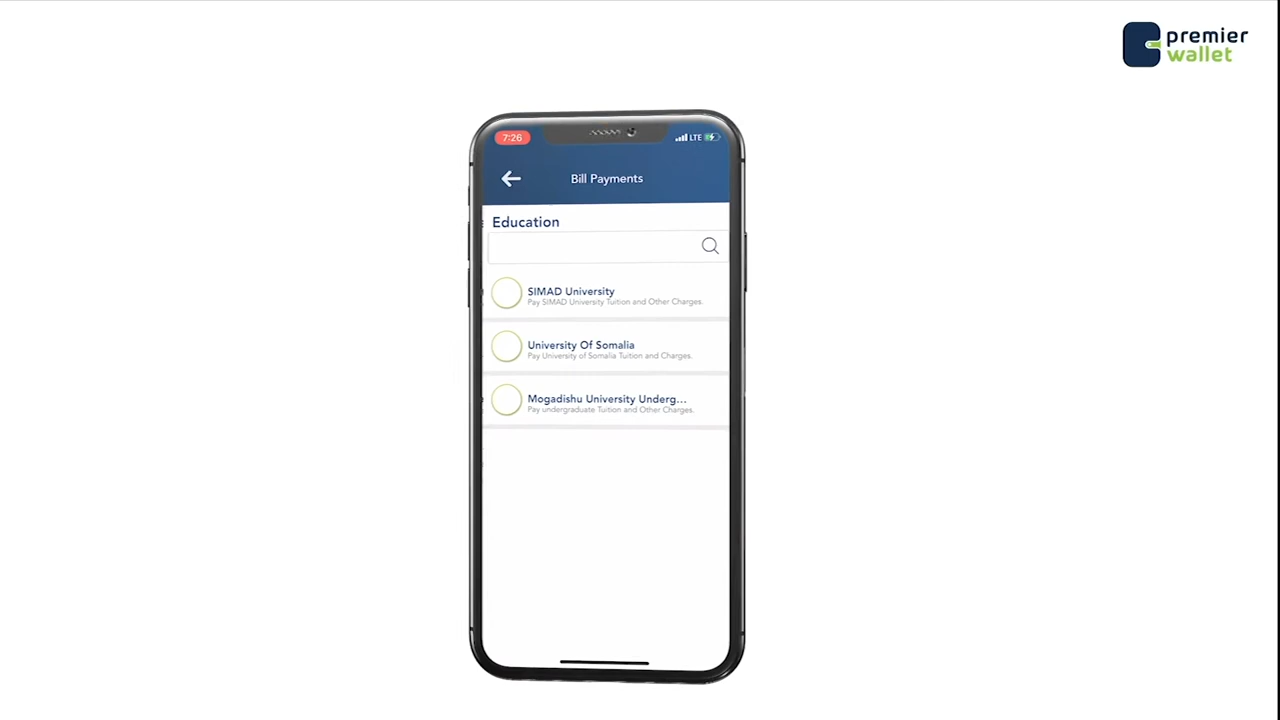 premier
wallet
7:26
LTE
Bill Payments
Education
SIMAD University
Pay SIMAD University Tuition and Other Charges.
University Of Somalia
Pay University of Somalia Tuition and Charges.
Mogadishu University Underg...
Pay undergraduate Tuition and Other Charges.